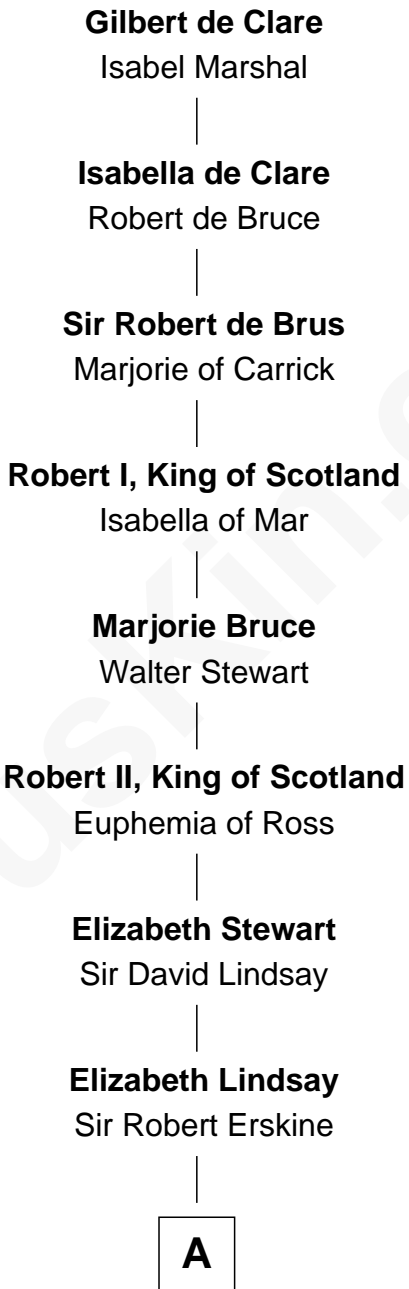 Gilbert de Clare
Isabel Marshal
Isabella de Clare
Robert de Bruce
Sir Robert de Brus
Marjorie of Carrick
Robert I, King of Scotland
Isabella of Mar
Marjorie Bruce
Walter Stewart
Robert II, King of Scotland
Euphemia of Ross
Elizabeth Stewart
Sir David Lindsay
Elizabeth Lindsay
Sir Robert Erskine
A